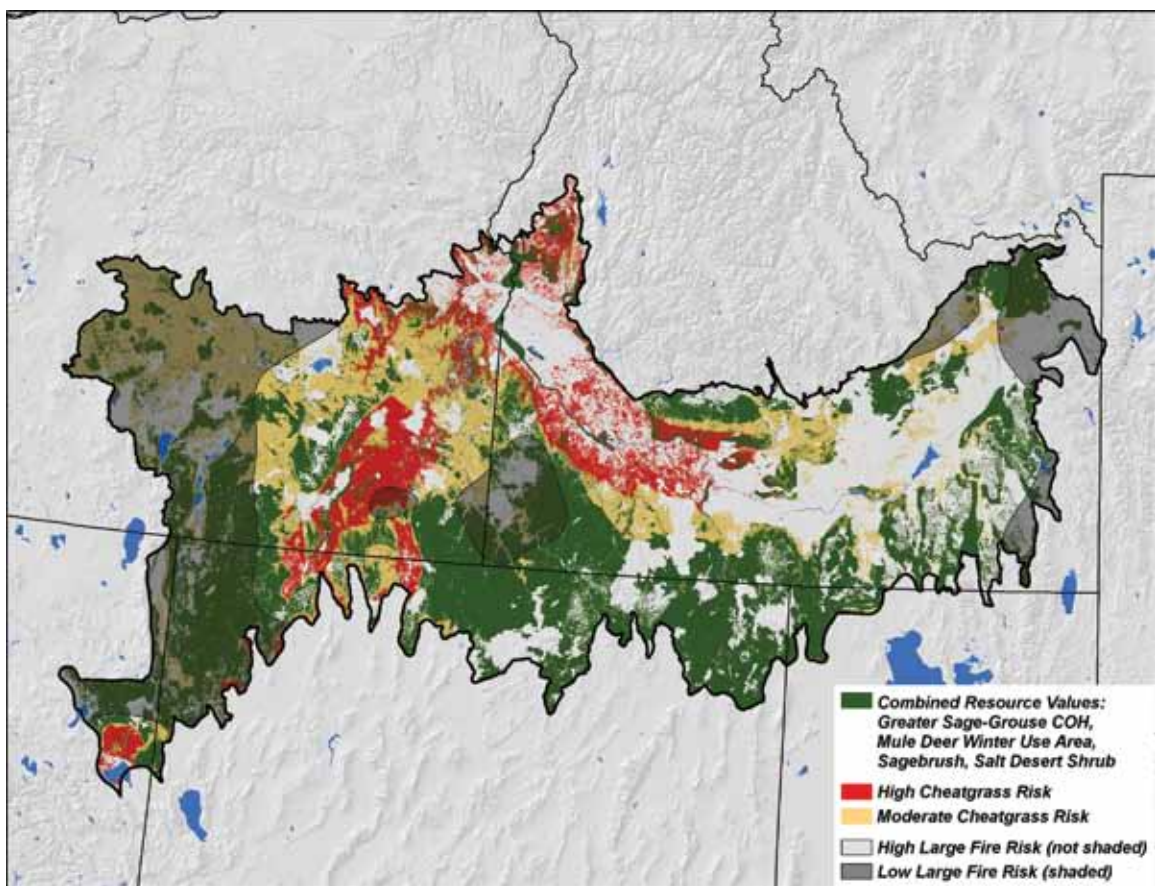 Combined Resource Values:
Greater Sage-Grouse COH,
Mule Deer Winter Use Area,
Sagebrush, Salt Desert Shrub
High Cheatgrass Risk
Moderate Cheatgrass Risk
High Large Fire Risk (not shaded)
Low Large Fire Risk (shaded)